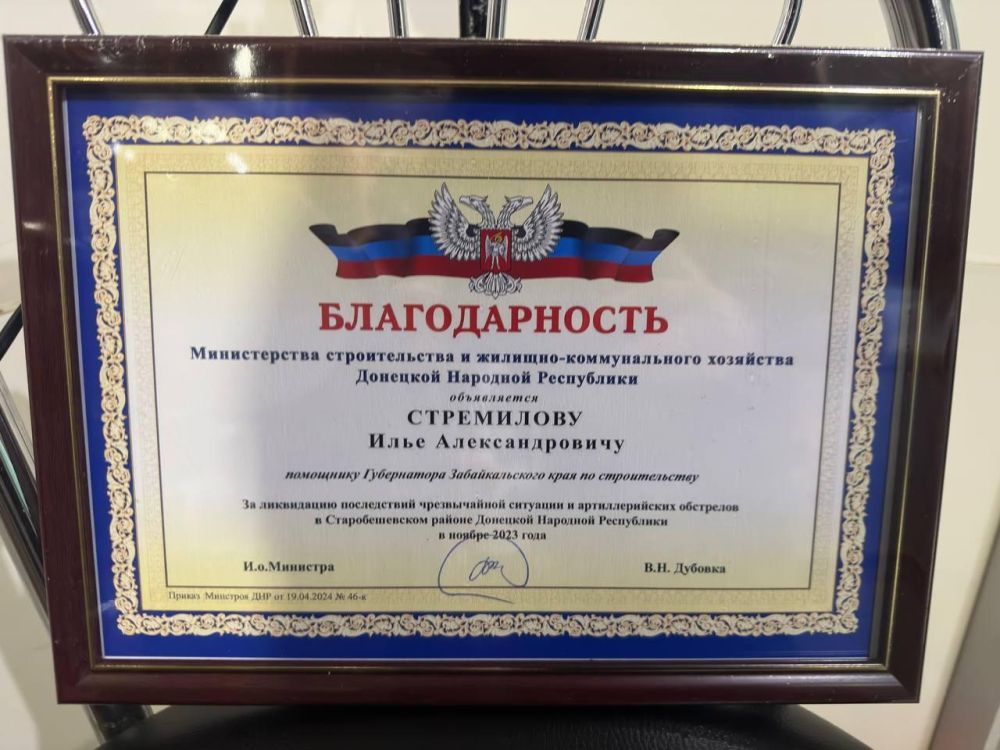 БЛАГОДАРНОСТЬ
Министерства строительства и жилищно-коммунального хозяйства
Донецкой Народной Республики
объявляется
СТРЕМИЛОВУ
Илье Александровичу
помощнику Губернатора Забайкальского края по строительству
За ликвидацию последствий чрезвычайной ситуации и артиллерийских обстрелов
в Старобешевском районе Донецкой Народной Республики
в ноябре 2023 года
И.о.Министра В.Н. Дубовка
Приказ Минстроя ДНР от 19.04.2024 № 46-к